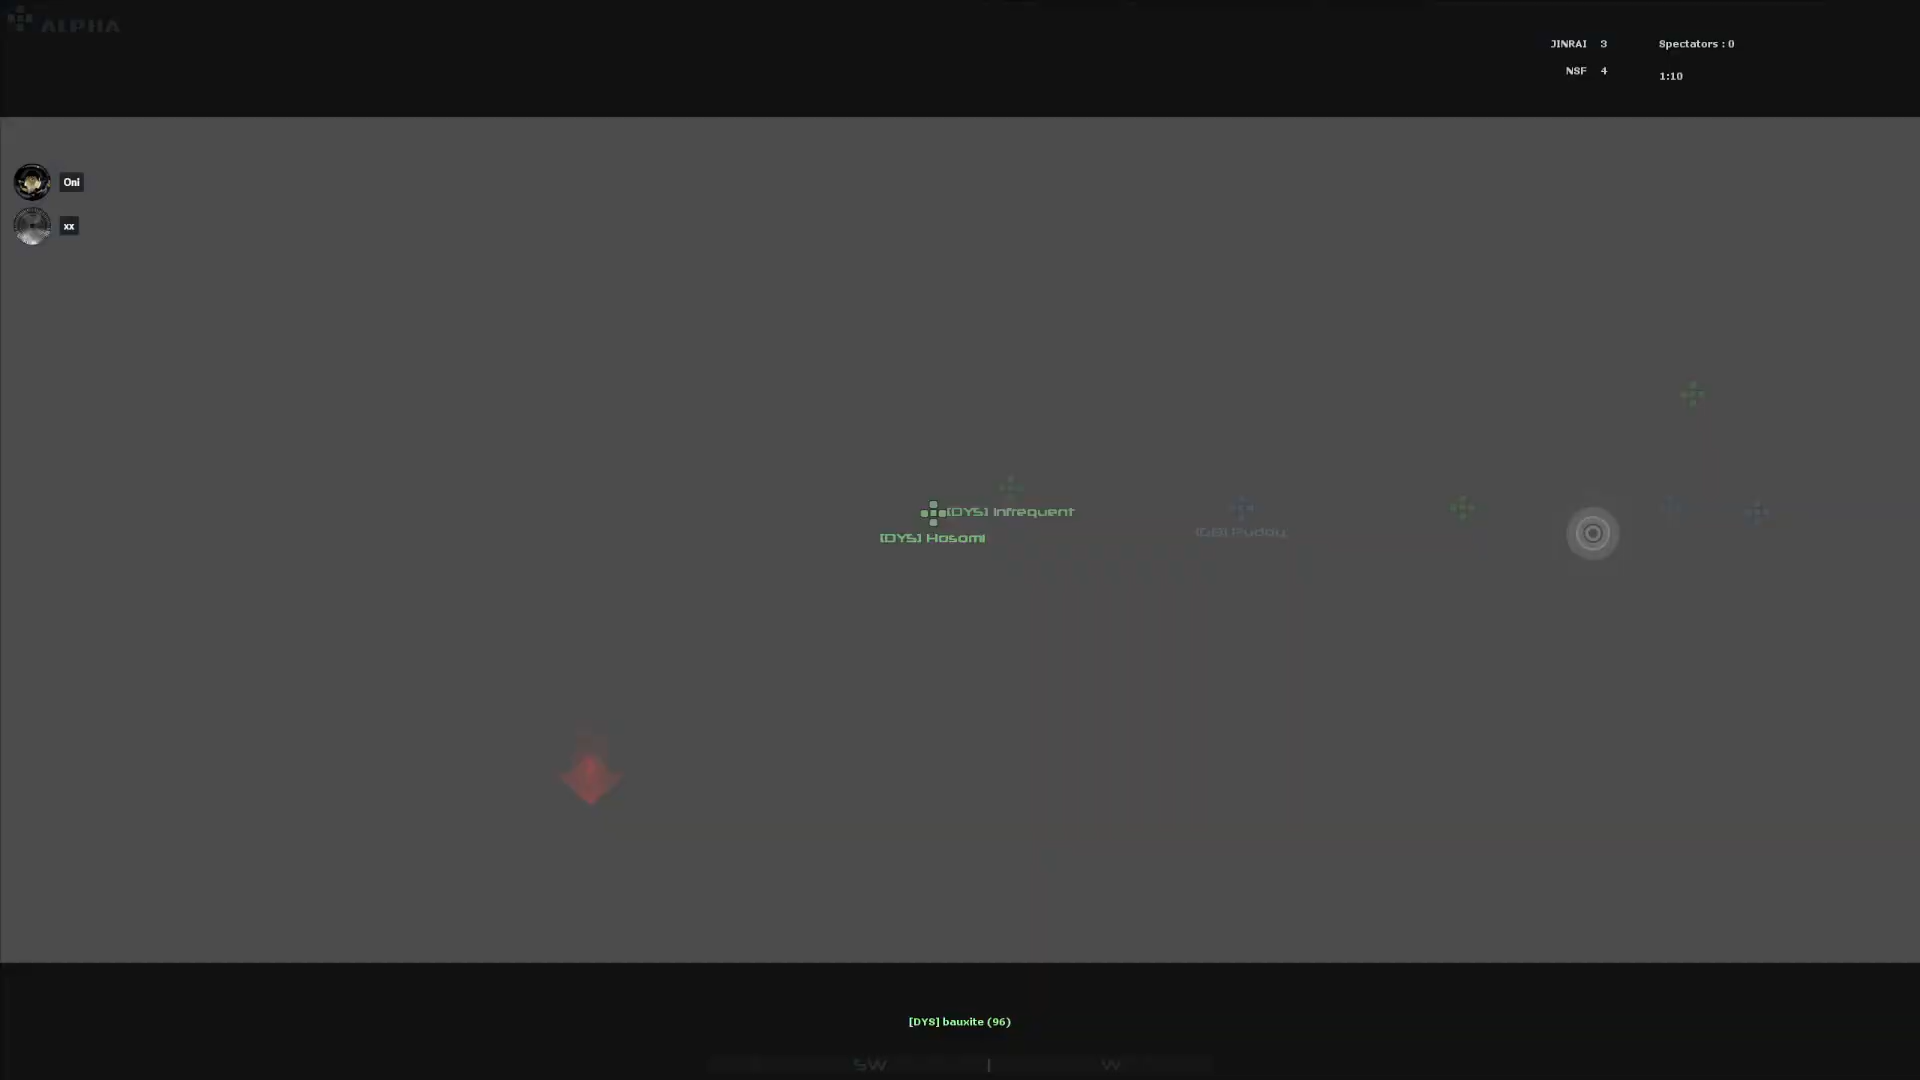 ALPHA
JINRAI 3
Spectators : 0
NSF 4
1:10
Oni
xx
[DYS] Infrequent
[GB] Puddy
[DYS] Hosomi
[DYS] bauxite (96)
SW | W